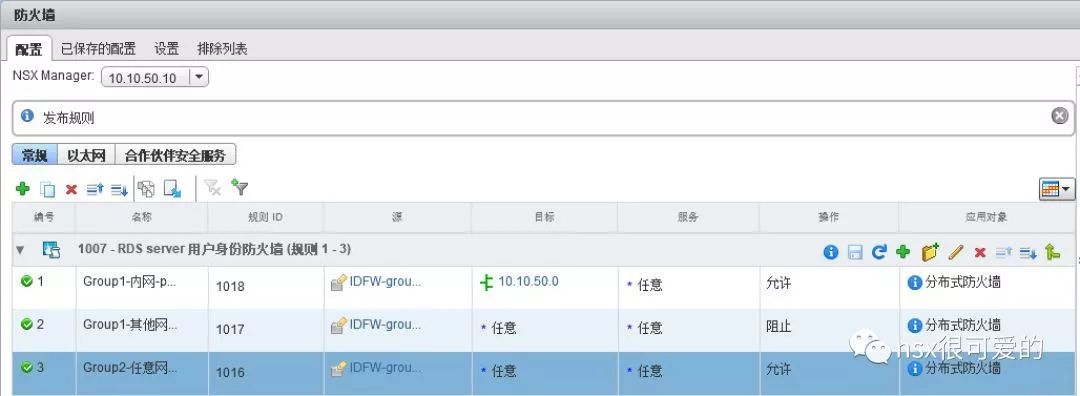 防火墙
配置 已保存的配置 设置 排除列表
NSX Manager: 10.10.50.10
发布规则
常规 以太网 合作伙伴安全服务
编号 名称 规则 ID 源 目标 服务 操作 应用对象
1007 - RDS server 用户身份防火墙 (规则 1 - 3)
1 Group1-内网-p... 1018 IDFW-grou... 10.10.50.0 * 任意 允许 分布式防火墙
2 Group1-其他网... 1017 IDFW-grou... * 任意 * 任意 阻止 分布式防火墙
3 Group2-任意网... 1016 IDFW-grou... * 任意 * 任意 允许 分布式防火墙
nsx很可爱的